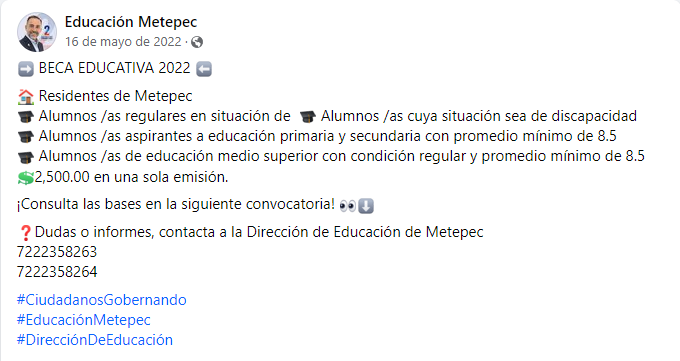 Educación Metepec
16 de mayo de 2022 ·
➡️ BECA EDUCATIVA 2022 ⬅️
🏠 Residentes de Metepec
🎓 Alumnos /as regulares en situación de 🎓 Alumnos /as cuya situación sea de discapacidad
🎓 Alumnos /as aspirantes a educación primaria y secundaria con promedio mínimo de 8.5
🎓 Alumnos /as de educación medio superior con condición regular y promedio mínimo de 8.5
💲2,500.00 en una sola emisión.
¡Consulta las bases en la siguiente convocatoria! 👀⬇️
❓Dudas o informes, contacta a la Dirección de Educación de Metepec
7222358263
7222358264
#CiudadanosGobernando
#EducaciónMetepec
#DirecciónDeEducación